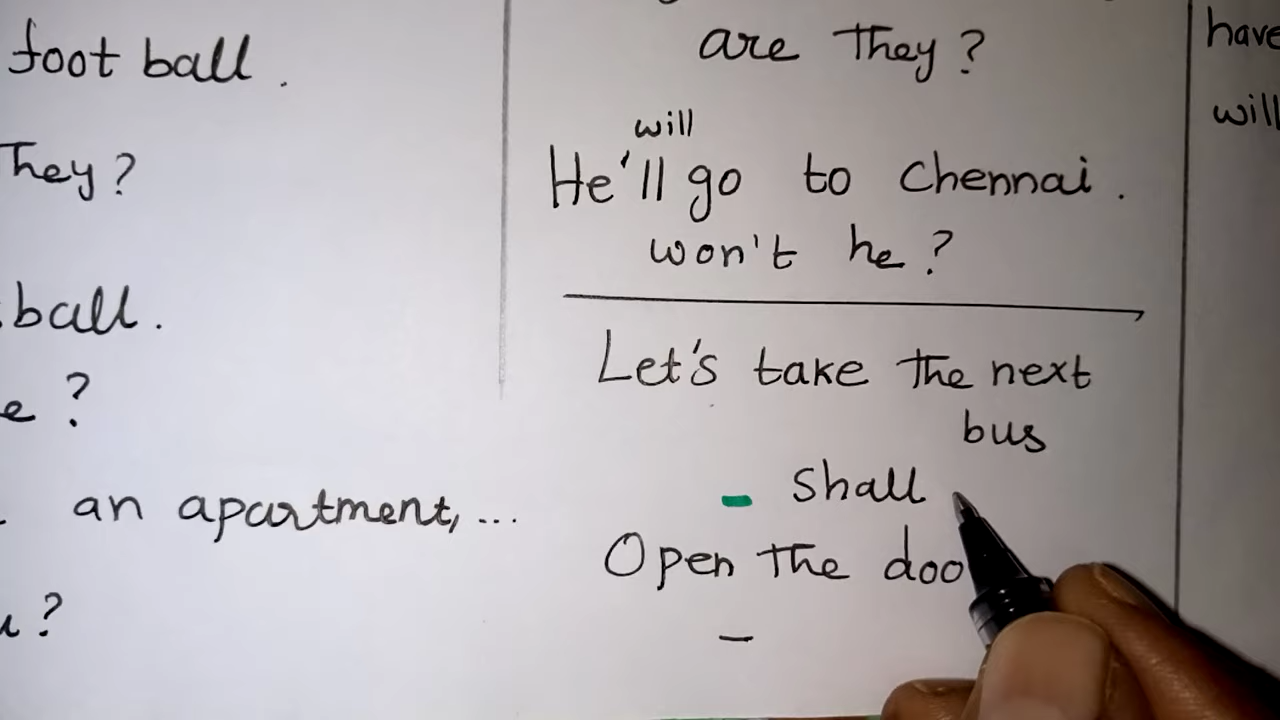 foot ball.
They?
ball.
e?
an apartment,...
?
are They?
will
He'll go to Chennai.
won't he?
Let's take the next
bus
- shall
Open the doo
-
have
will